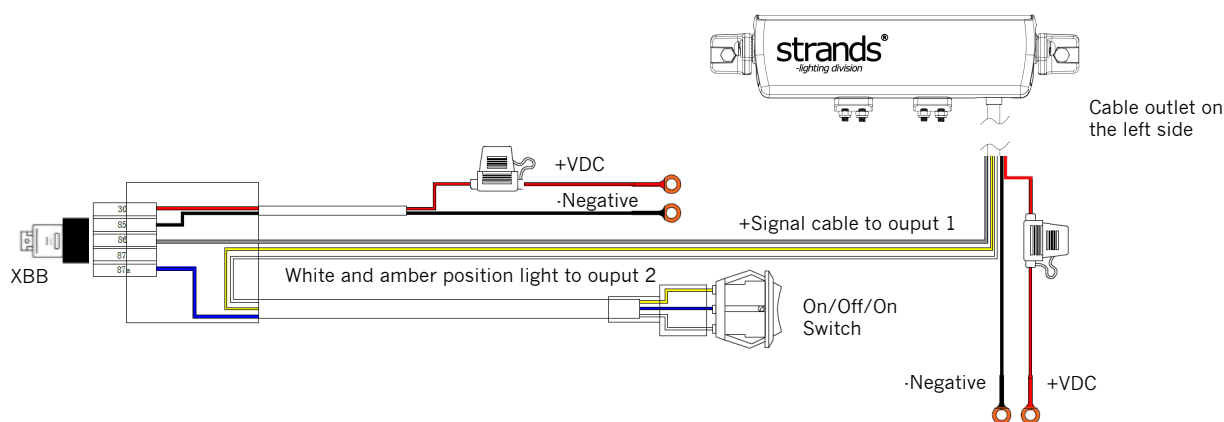 strands®
-lighting division
Cable outlet on
the left side
+VDC
-Negative
30
85
86
87
87a
+Signal cable to ouput 1
XBB
White and amber position light to ouput 2
On/Off/On
Switch
-Negative
+VDC